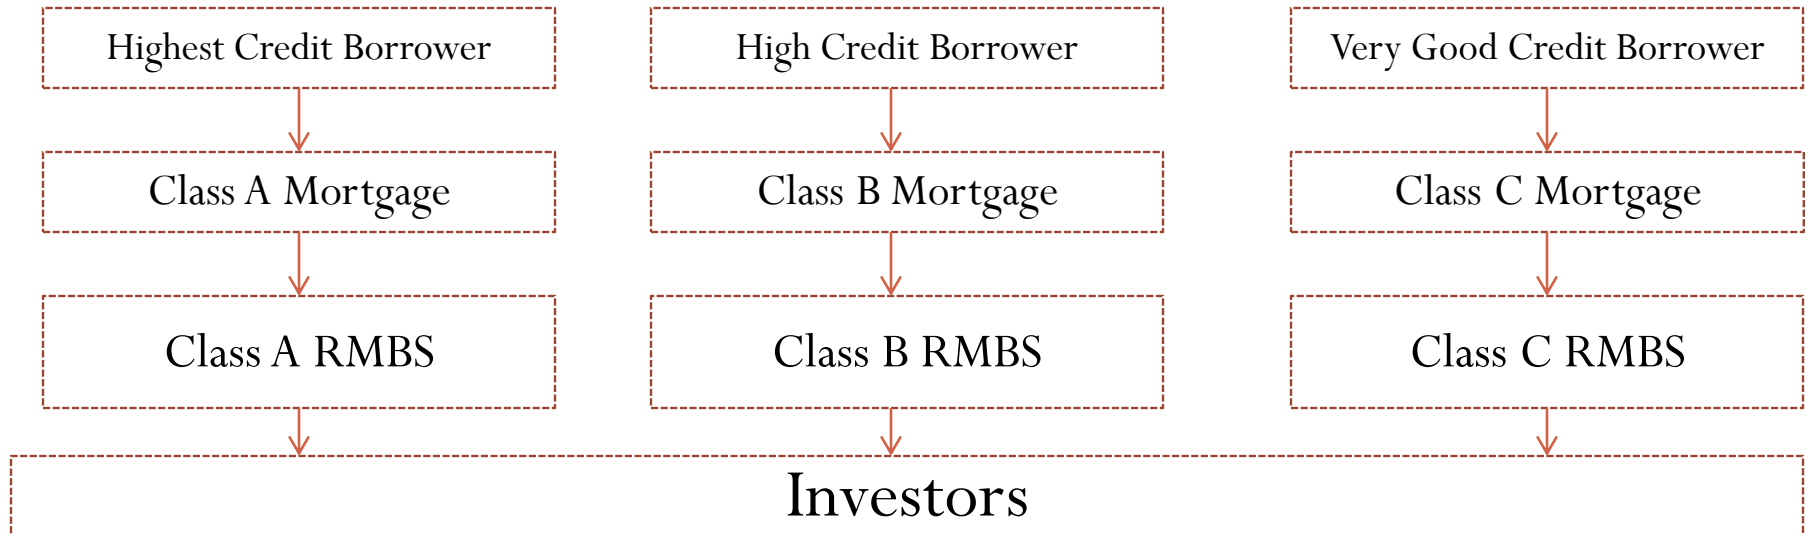 Highest Credit Borrower
High Credit Borrower
Very Good Credit Borrower
Class A Mortgage
Class B Mortgage
Class C Mortgage
Class A RMBS
Class B RMBS
Class C RMBS
Investors